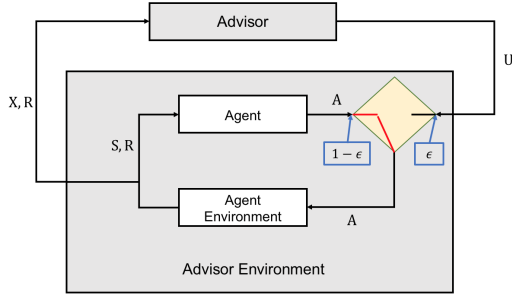 Advisor
X, R
U
Agent
A
S, R
1 − ϵ
ϵ
Agent
Environment
A
Advisor Environment